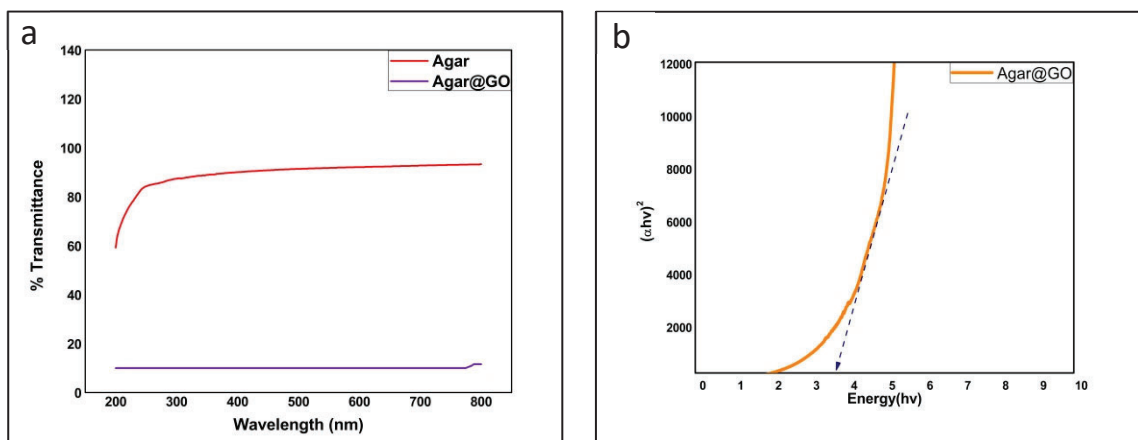 a
140
120
100
80
60
40
20
0
% Transmittance
Agar
Agar@GO
200 300 400 500 600 700 800
Wavelength (nm)
b
12000
10000
8000
6000
4000
2000
(αhv)²
Agar@GO
0 1 2 3 4 5 6 7 8 9 10
Energy(hv)